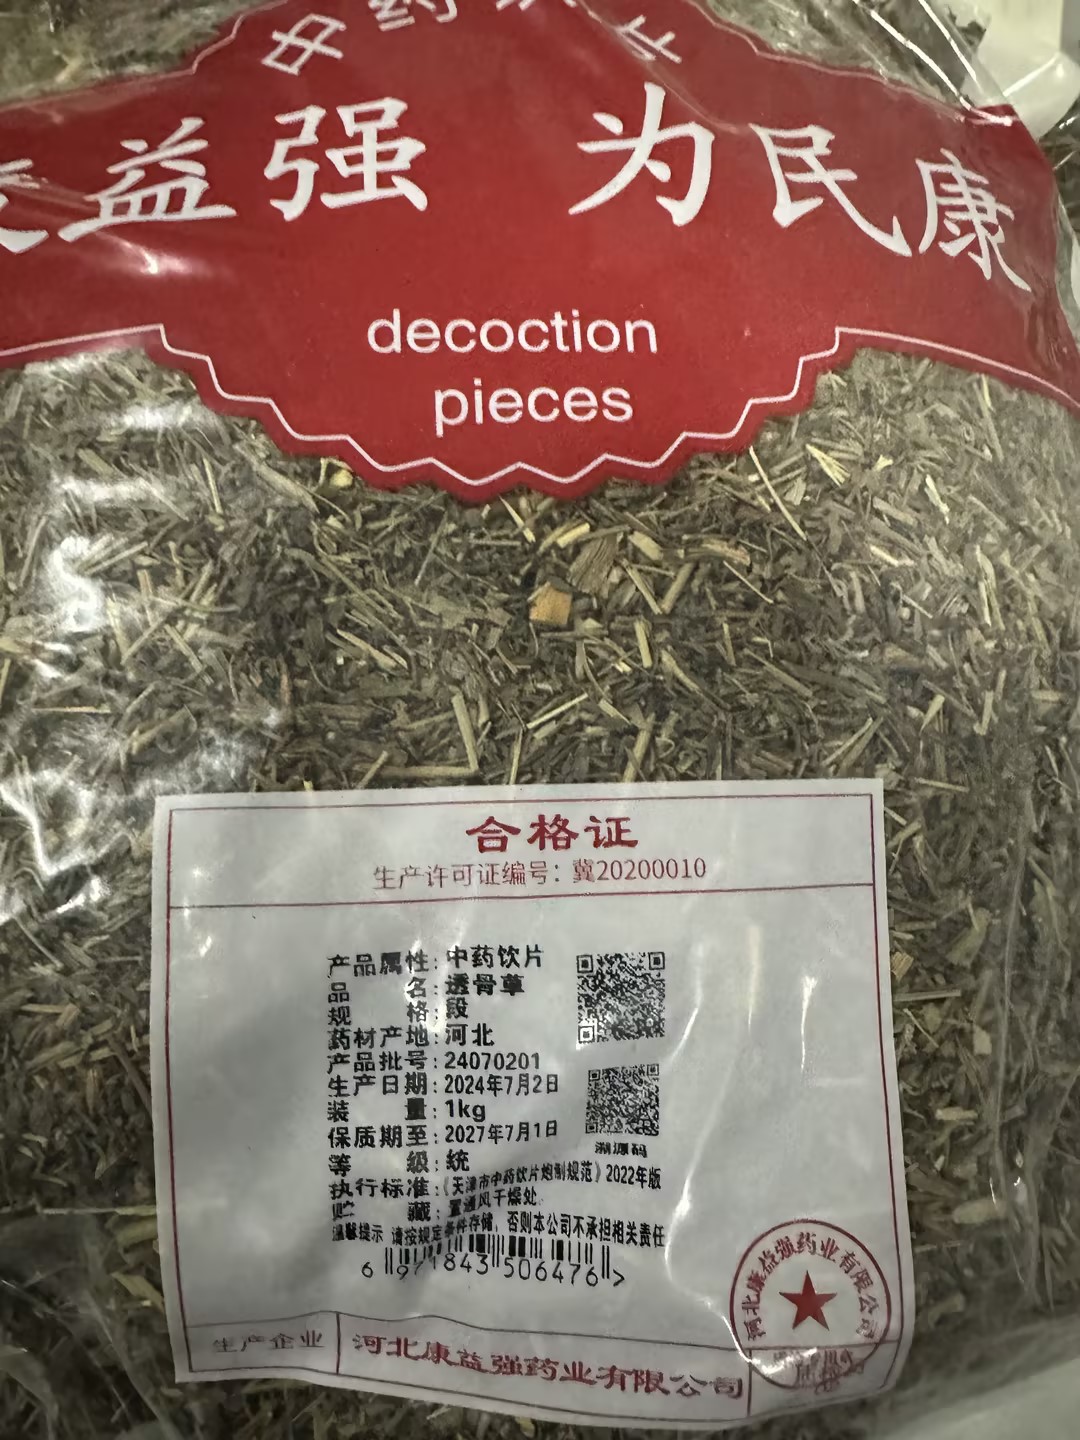 中药饮片
康益强 为民康
decoction
pieces
合格证
生产许可证编号：冀20200010
产品属性：中药饮片
品名：透骨草
规格：段
药材产地：河北
产品批号：24070201
生产日期：2024年7月2日
装量：1kg
保质期至：2027年7月1日
等级：统
执行标准：《天津市中药饮片炮制规范》2022年版
贮藏：置通风干燥处
温馨提示 请按规定条件存储，否则本公司不承担相关责任
溯源码
6 971843 506476 >
生产企业
河北康益强药业有限公司
河北康益强药业有限公司